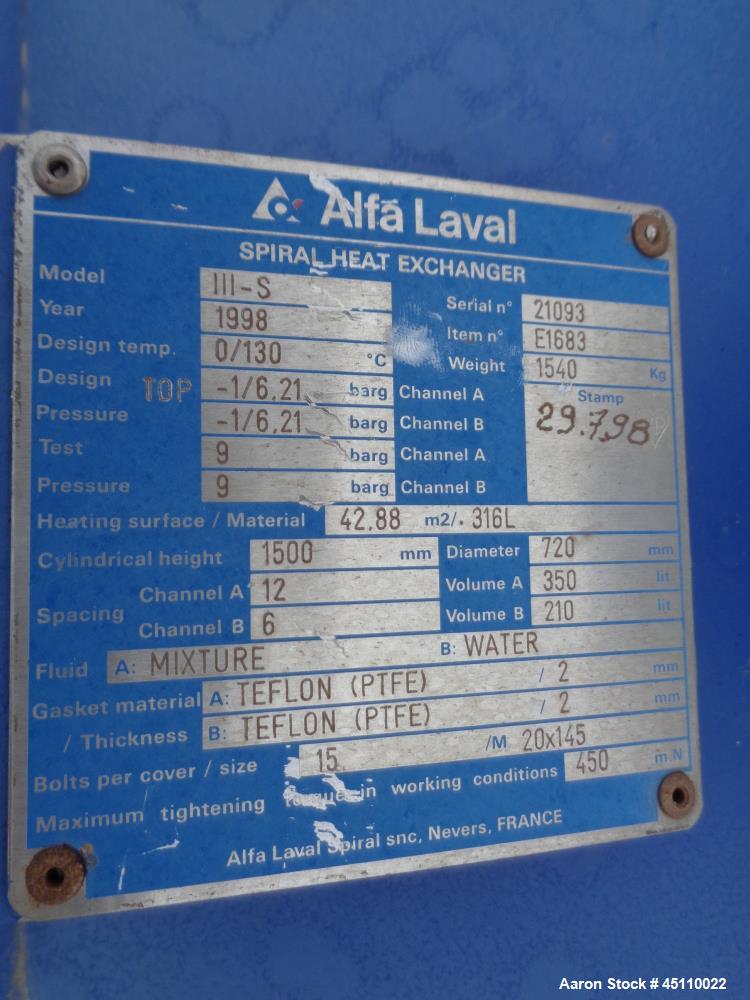 Alfa Laval
SPIRAL HEAT EXCHANGER
Model III-S Serial n° 21093
Year 1998 Item n° E1683
Design temp. 0/130 °C Weight 1540 Kg
Design TOP -1/6,21 barg Channel A Stamp
Pressure -1/6,21 barg Channel B 29.7.98
Test 9 barg Channel A
Pressure 9 barg Channel B
Heating surface / Material 42.88 m2/. 316L
Cylindrical height 1500 mm Diameter 720 mm
Spacing Channel A 12 Volume A 350 lit.
Channel B 6 Volume B 210 lit.
Fluid A: MIXTURE B: WATER
Gasket material A: TEFLON (PTFE) / 2 mm
/ Thickness B: TEFLON (PTFE) / 2 mm
Bolts per cover / size 15 /M 20x145
Maximum tightening torques in working conditions 450 m.N
Alfa Laval Spiral snc, Nevers, FRANCE
Aaron Stock # 45110022